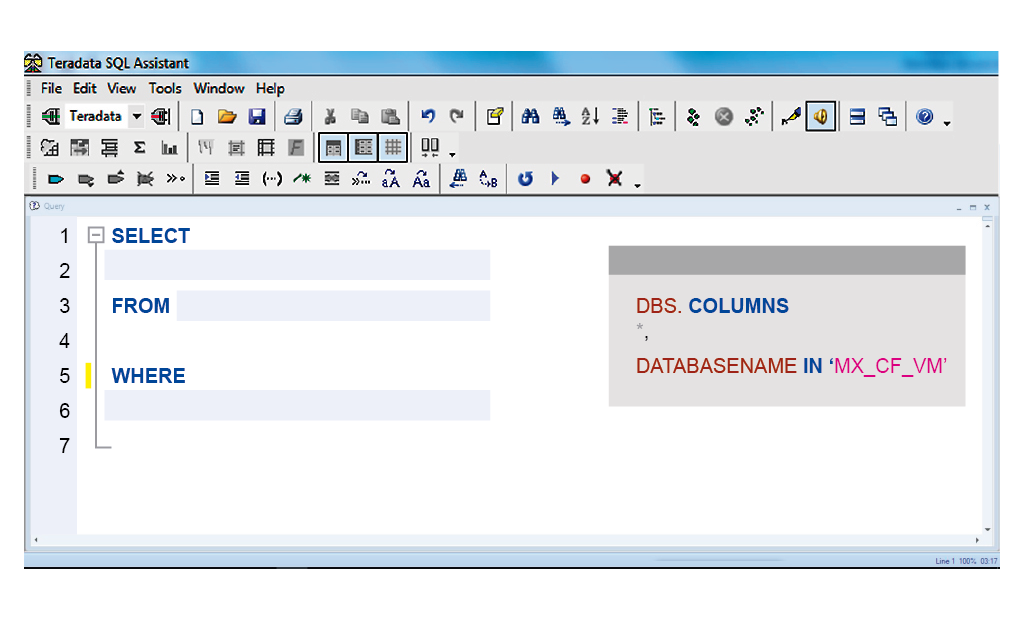 Teradata SQL Assistant
File Edit View Tools Window Help
Teradata
Query
1 SELECT
2
3 FROM
4
5 WHERE
6
7
DBS. COLUMNS
*,
DATABASENAME IN ‘MX_CF_VM’
Line 1 100% 03:17